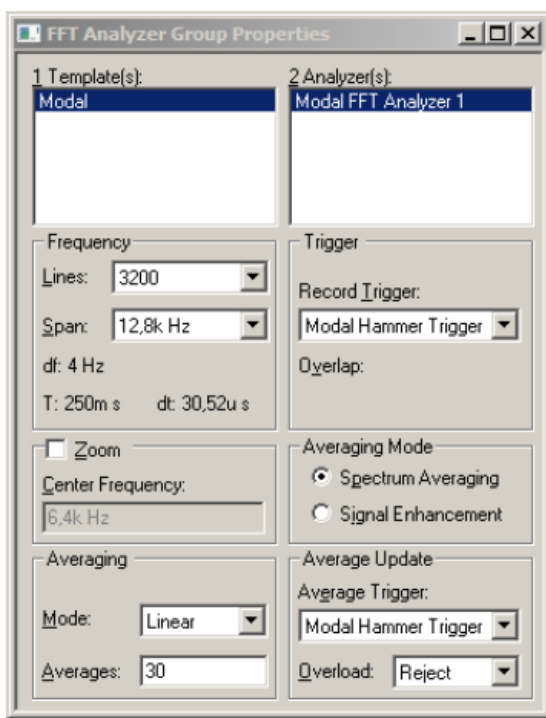 FFT Analyzer Group Properties
1 Template(s):
Modal
2 Analyzer(s):
Modal FFT Analyzer 1
Frequency
Lines: 3200
Span: 12,8k Hz
df: 4 Hz
T: 250m s dt: 30,52u s
Trigger
Record Trigger:
Modal Hammer Trigger
Overlap:
Zoom
Center Frequency:
6,4k Hz
Averaging Mode
Spectrum Averaging
Signal Enhancement
Averaging
Mode: Linear
Averages: 30
Average Update
Average Trigger:
Modal Hammer Trigger
Overload: Reject